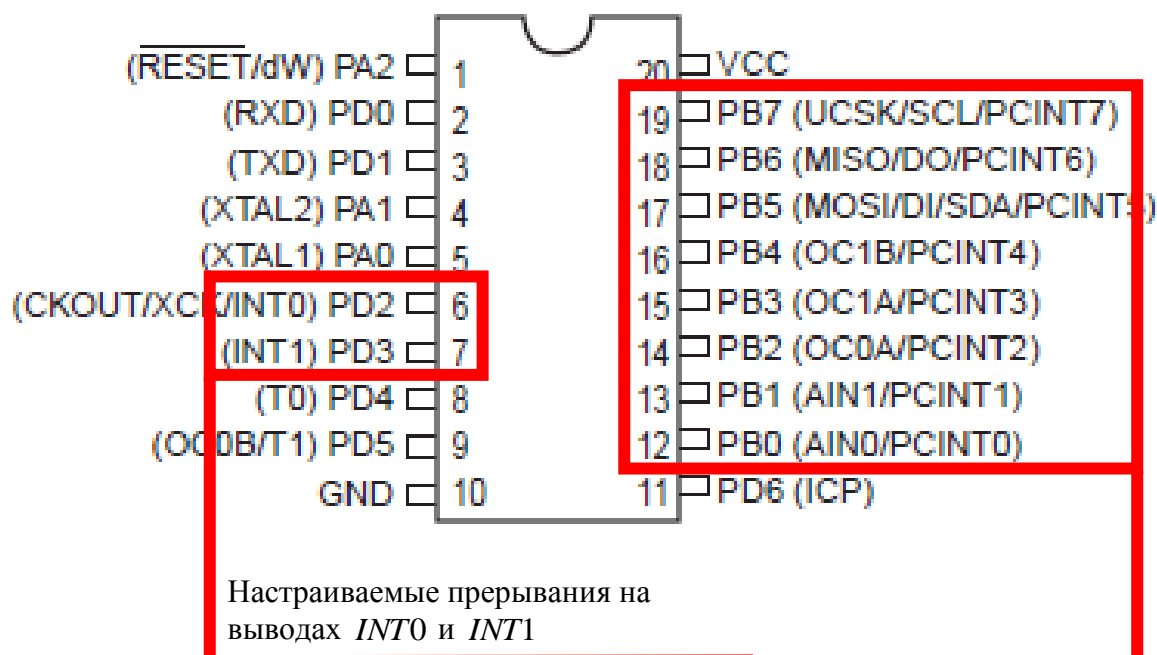 (RESET/dW) PA2 1
(RXD) PD0 2
(TXD) PD1 3
(XTAL2) PA1 4
(XTAL1) PA0 5
(CKOUT/XCK/INT0) PD2 6
(INT1) PD3 7
(T0) PD4 8
(OC0B/T1) PD5 9
GND 10
20 VCC
19 PB7 (UCSK/SCL/PCINT7)
18 PB6 (MISO/DO/PCINT6)
17 PB5 (MOSI/DI/SDA/PCINT5)
16 PB4 (OC1B/PCINT4)
15 PB3 (OC1A/PCINT3)
14 PB2 (OC0A/PCINT2)
13 PB1 (AIN1/PCINT1)
12 PB0 (AIN0/PCINT0)
11 PD6 (ICP)
Настраиваемые прерывания на
выводах INT0 и INT1